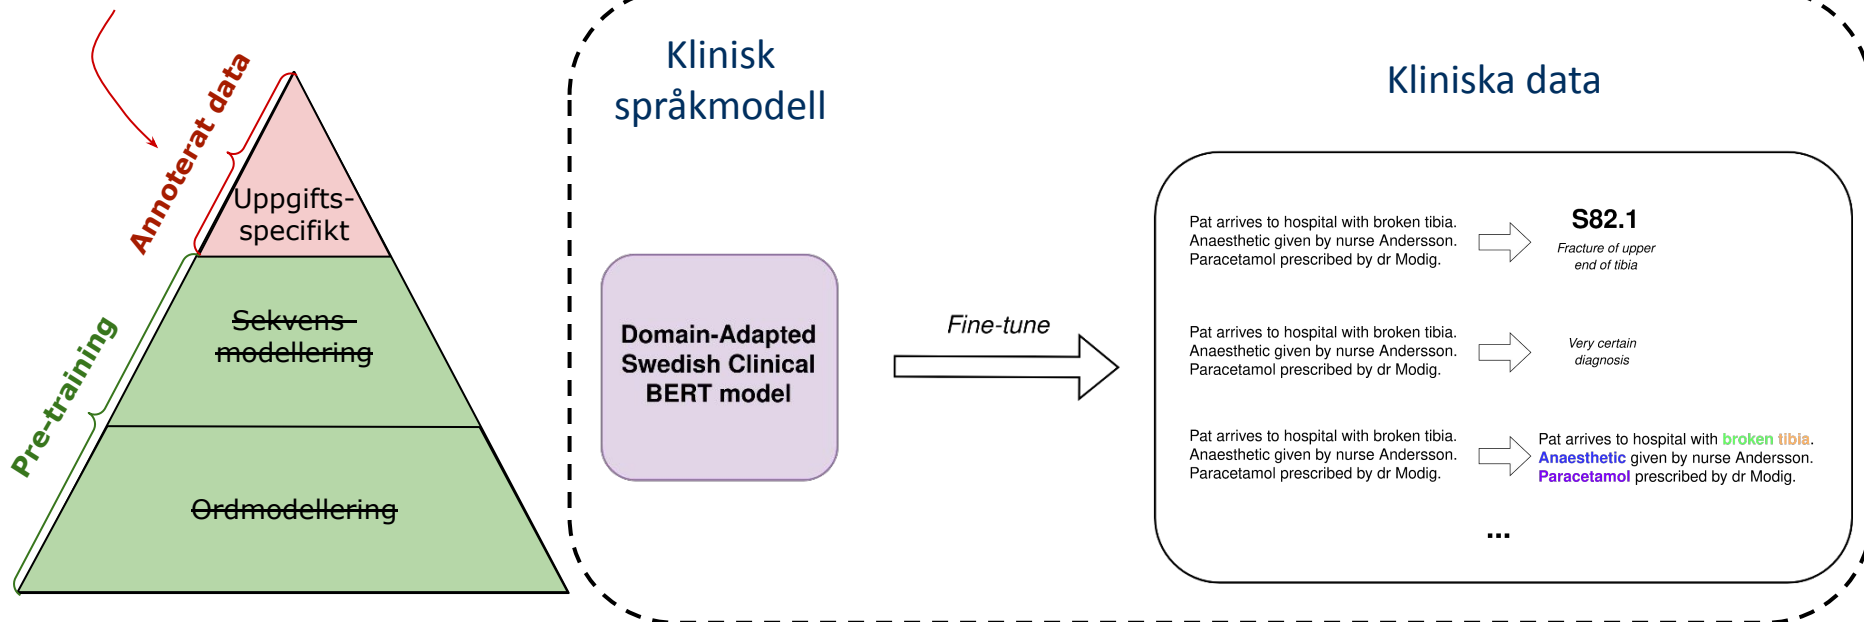 Annoterat data
Uppgifts-
specifikt
Pre-training
Sekvens-
modellering
Ordmodellering
Klinisk
språkmodell
Domain-Adapted
Swedish Clinical
BERT model
Fine-tune
Kliniska data
Pat arrives to hospital with broken tibia.
Anaesthetic given by nurse Andersson.
Paracetamol prescribed by dr Modig.
S82.1
Fracture of upper
end of tibia
Pat arrives to hospital with broken tibia.
Anaesthetic given by nurse Andersson.
Paracetamol prescribed by dr Modig.
Very certain
diagnosis
Pat arrives to hospital with broken tibia.
Anaesthetic given by nurse Andersson.
Paracetamol prescribed by dr Modig.
Pat arrives to hospital with broken tibia.
Anaesthetic given by nurse Andersson.
Paracetamol prescribed by dr Modig.
...